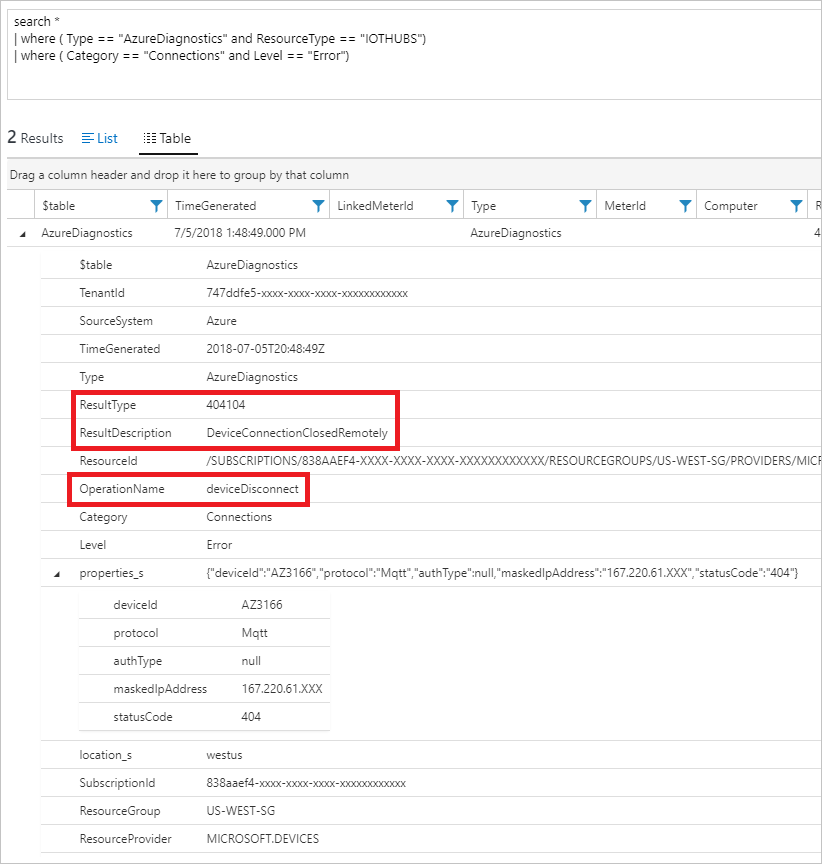 search *
| where ( Type == "AzureDiagnostics" and ResourceType == "IOTHUBS")
| where ( Category == "Connections" and Level == "Error")
2 Results List Table
Drag a column header and drop it here to group by that column
$table TimeGenerated LinkedMeterId Type MeterId Computer R
AzureDiagnostics 7/5/2018 1:48:49.000 PM AzureDiagnostics 4
$table AzureDiagnostics
TenantId 747ddfe5-xxxx-xxxx-xxxx-xxxxxxxxxxxx
SourceSystem Azure
TimeGenerated 2018-07-05T20:48:49Z
Type AzureDiagnostics
ResultType 404104
ResultDescription DeviceConnectionClosedRemotely
ResourceId /SUBSCRIPTIONS/838AAEF4-XXXX-XXXX-XXXX-XXXXXXXXXXXX/RESOURCEGROUPS/US-WEST-SG/PROVIDERS/MICR
OperationName deviceDisconnect
Category Connections
Level Error
properties_s {"deviceId":"AZ3166","protocol":"Mqtt","authType":null,"maskedIpAddress":"167.220.61.XXX","statusCode":"404"}
deviceId AZ3166
protocol Mqtt
authType null
maskedIpAddress 167.220.61.XXX
statusCode 404
location_s westus
SubscriptionId 838aaef4-xxxx-xxxx-xxxx-xxxxxxxxxxxx
ResourceGroup US-WEST-SG
ResourceProvider MICROSOFT.DEVICES